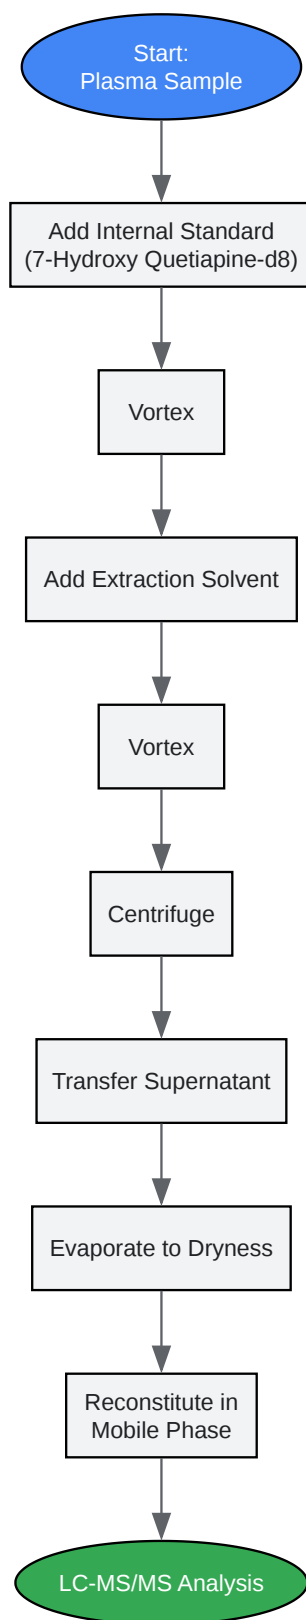 Start:
Plasma Sample
Add Internal Standard
(7-Hydroxy Quetiapine-d8)
Vortex
Add Extraction Solvent
Vortex
Centrifuge
Transfer Supernatant
Evaporate to Dryness
Reconstitute in
Mobile Phase
LC-MS/MS Analysis